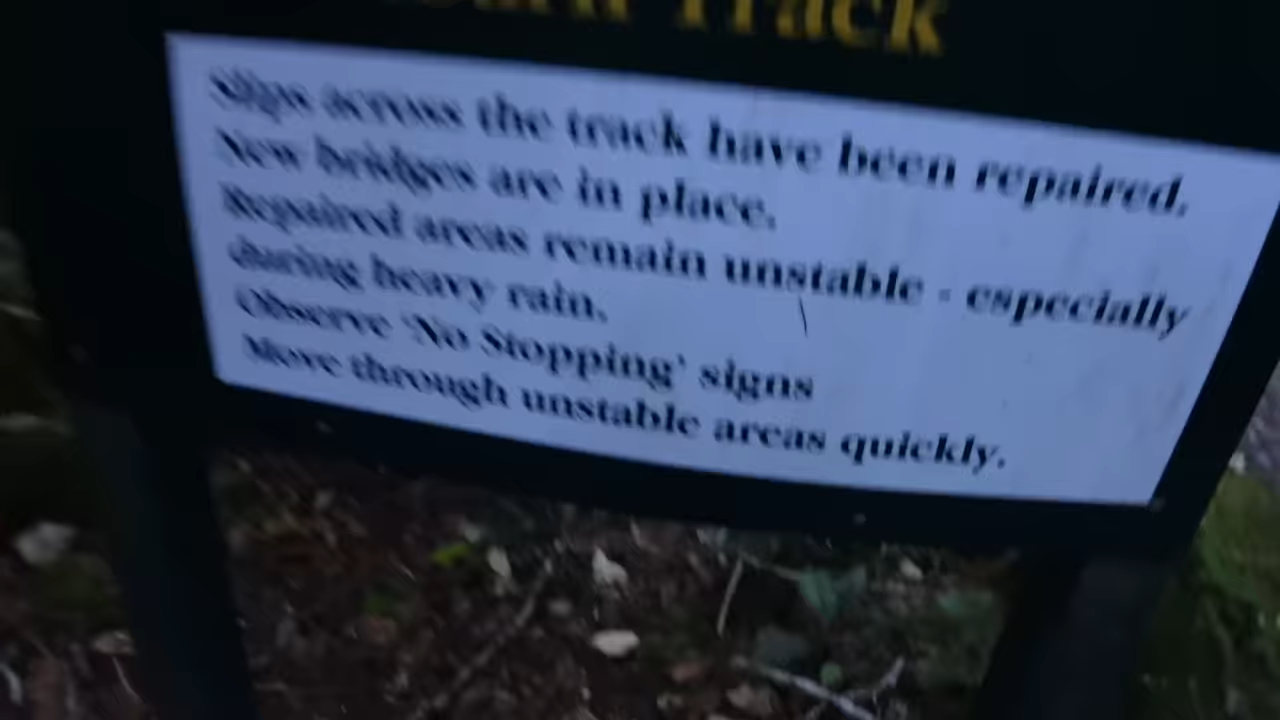 Track
Slips across the track have been repaired.
New bridges are in place.
Repaired areas remain unstable - especially
during heavy rain.
Observe 'No Stopping' signs
Move through unstable areas quickly.